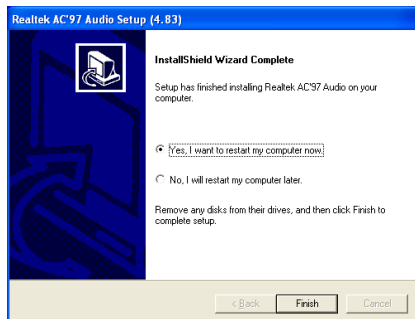 Realtek AC'97 Audio Setup (4.83)
InstallShield Wizard Complete
Setup has finished installing Realtek AC'97 Audio on your
computer.
Yes, I want to restart my computer now.
No, I will restart my computer later.
Remove any disks from their drives, and then click Finish to
complete setup.
< Back Finish Cancel